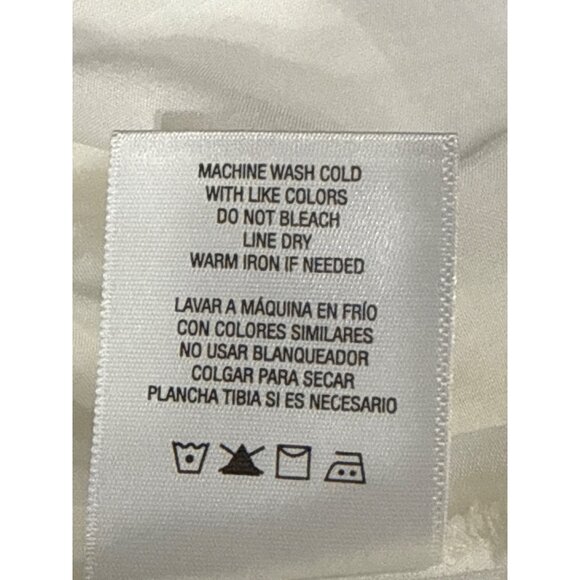 MACHINE WASH COLD
WITH LIKE COLORS
DO NOT BLEACH
LINE DRY
WARM IRON IF NEEDED
LAVAR A MÁQUINA EN FRÍO
CON COLORES SIMILARES
NO USAR BLANQUEADOR
COLGAR PARA SECAR
PLANCHA TIBIA SI ES NECESARIO